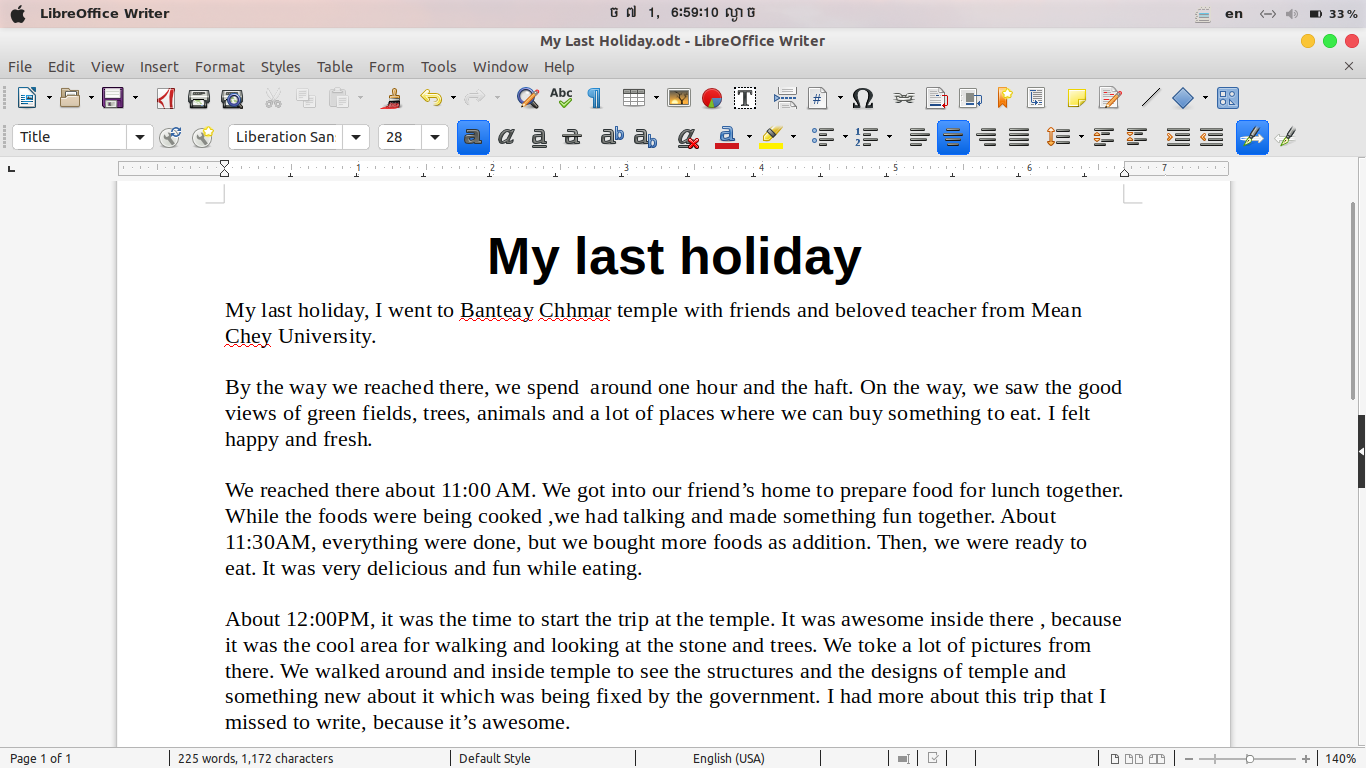 LibreOffice Writer
ច ៧ 1, 6:59:10 ល្ងាច
en
33%
My Last Holiday.odt - LibreOffice Writer
File Edit View Insert Format Styles Table Form Tools Window Help
Title
Liberation San
28
1 2 3 4 5 6 7
My last holiday
My last holiday, I went to Banteay Chhmar temple with friends and beloved teacher from Mean
Chey University.
By the way we reached there, we spend  around one hour and the haft. On the way, we saw the good
views of green fields, trees, animals and a lot of places where we can buy something to eat. I felt
happy and fresh.
We reached there about 11:00 AM. We got into our friend’s home to prepare food for lunch together.
While the foods were being cooked ,we had talking and made something fun together. About
11:30AM, everything were done, but we bought more foods as addition. Then, we were ready to
eat. It was very delicious and fun while eating.
About 12:00PM, it was the time to start the trip at the temple. It was awesome inside there , because
it was the cool area for walking and looking at the stone and trees. We toke a lot of pictures from
there. We walked around and inside temple to see the structures and the designs of temple and
something new about it which was being fixed by the government. I had more about this trip that I
missed to write, because it’s awesome.
Page 1 of 1
225 words, 1,172 characters
Default Style
English (USA)
140%